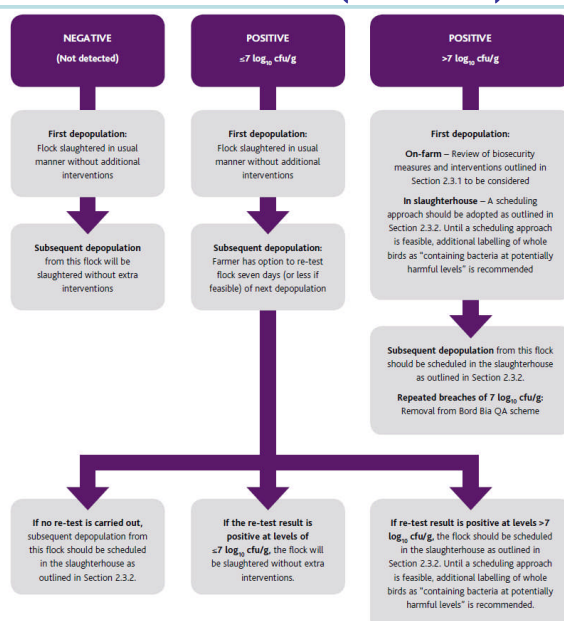 NEGATIVE
(Not detected)
First depopulation:
Flock slaughtered in usual
manner without additional
interventions
Subsequent depopulation
from this flock will be
slaughtered without extra
interventions
POSITIVE
≤7 log₁₀ cfu/g
First depopulation:
Flock slaughtered in usual
manner without additional
interventions
Subsequent depopulation:
Farmer has option to re-test
flock seven days (or less if
feasible) of next depopulation
POSITIVE
>7 log₁₀ cfu/g
First depopulation:
On-farm – Review of biosecurity
measures and interventions outlined in
Section 2.3.1 to be considered
In slaughterhouse – A scheduling
approach should be adopted as outlined in
Section 2.3.2. Until a scheduling approach
is feasible, additional labelling of whole
birds as “containing bacteria at potentially
harmful levels” is recommended
Subsequent depopulation from this flock
should be scheduled in the slaughterhouse
as outlined in Section 2.3.2.
Repeated breaches of 7 log₁₀ cfu/g:
Removal from Bord Bia QA scheme
If no re-test is carried out,
subsequent depopulation from
this flock should be scheduled
in the slaughterhouse as
outlined in Section 2.3.2.
If the re-test result is
positive at levels of
≤7 log₁₀ cfu/g, the flock will
be slaughtered without extra
interventions.
If re-test result is positive at levels >7
log₁₀ cfu/g, the flock should be scheduled
in the slaughterhouse as outlined in
Section 2.3.2. Until a scheduling approach
is feasible, additional labelling of whole
birds as “containing bacteria at potentially
harmful levels” is recommended.